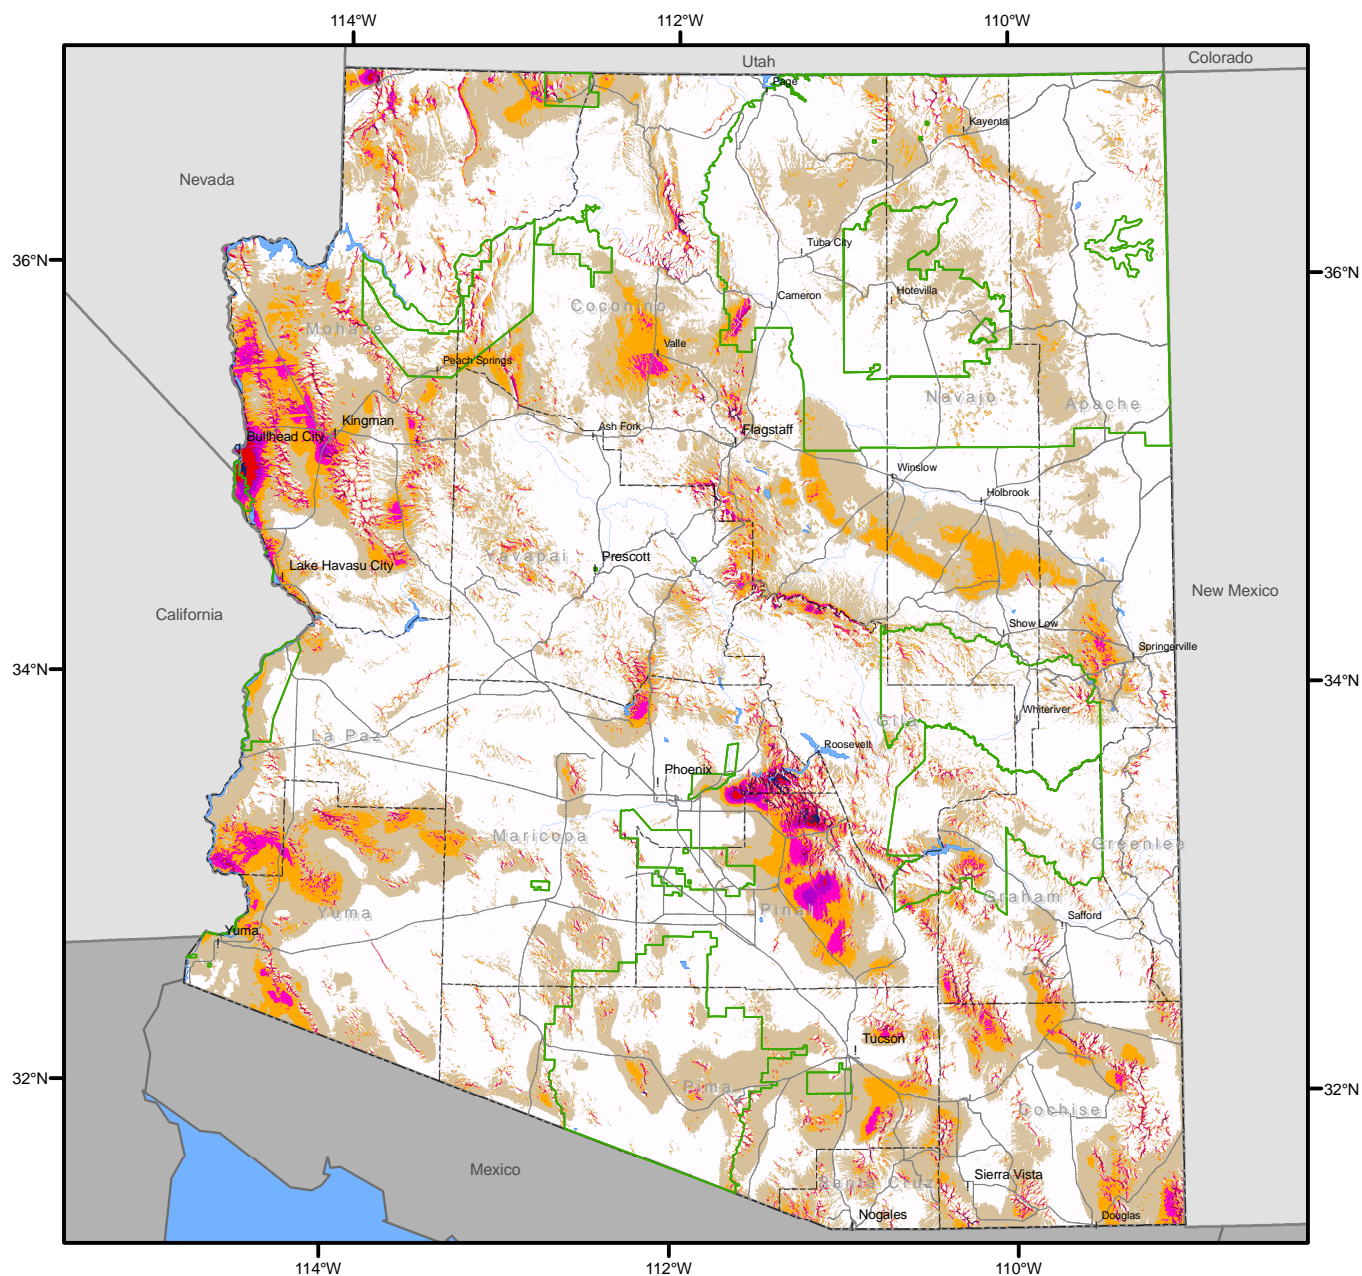 114°W
112°W
110°W
Utah
Colorado
Page
Kayenta
Nevada
Tuba City
36°N
36°N
Hotevilla
Cameron
Coconino
Mohave
Valle
Peach Springs
Navajo
Apache
Kingman
Ash Fork
Flagstaff
Bullhead City
Winslow
Holbrook
Yavapai
Prescott
Lake Havasu City
New Mexico
California
Show Low
Springerville
34°N
34°N
Whiteriver
Gila
La Paz
Roosevelt
Phoenix
Maricopa
Greenlee
Graham
Pinal
Yuma
Safford
Yuma
Tucson
32°N
32°N
Pima
Cochise
Mexico
Sierra Vista
Santa Cruz
Nogales
Douglas
114°W
112°W
110°W